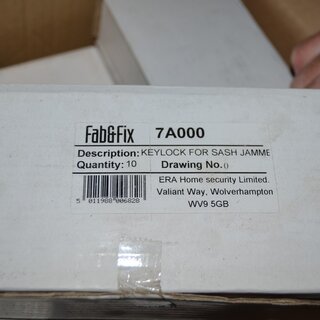 Fab&Fix 7A000
Description: KEYLOCK FOR SASH JAMME
Quantity: 10 Drawing No. ()
ERA Home security Limited.
Valiant Way, Wolverhampton
WV9 5GB
5 011988 006828